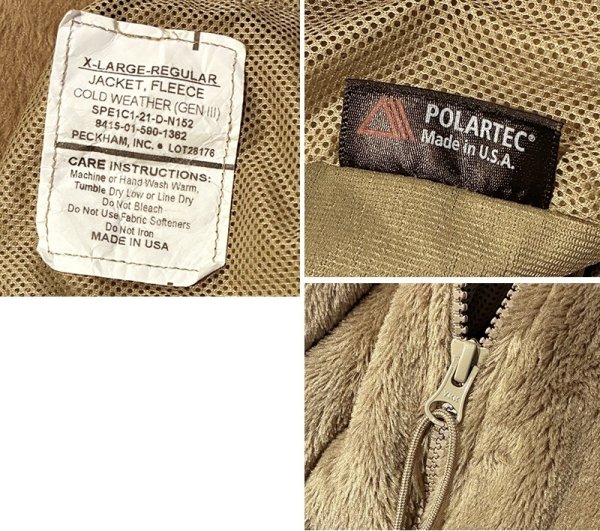 X-LARGE-REGULAR
JACKET, FLEECE
COLD WEATHER (GEN III)
SPE1C1-21-D-N152
8415-01-590-1362
PECKHAM, INC. • LOT28176
CARE INSTRUCTIONS:
Machine or Hand Wash Warm,
Tumble Dry Low or Line Dry
Do Not Bleach
Do Not Use Fabric Softeners
Do Not Iron
MADE IN USA
POLARTEC®
Made in U.S.A.